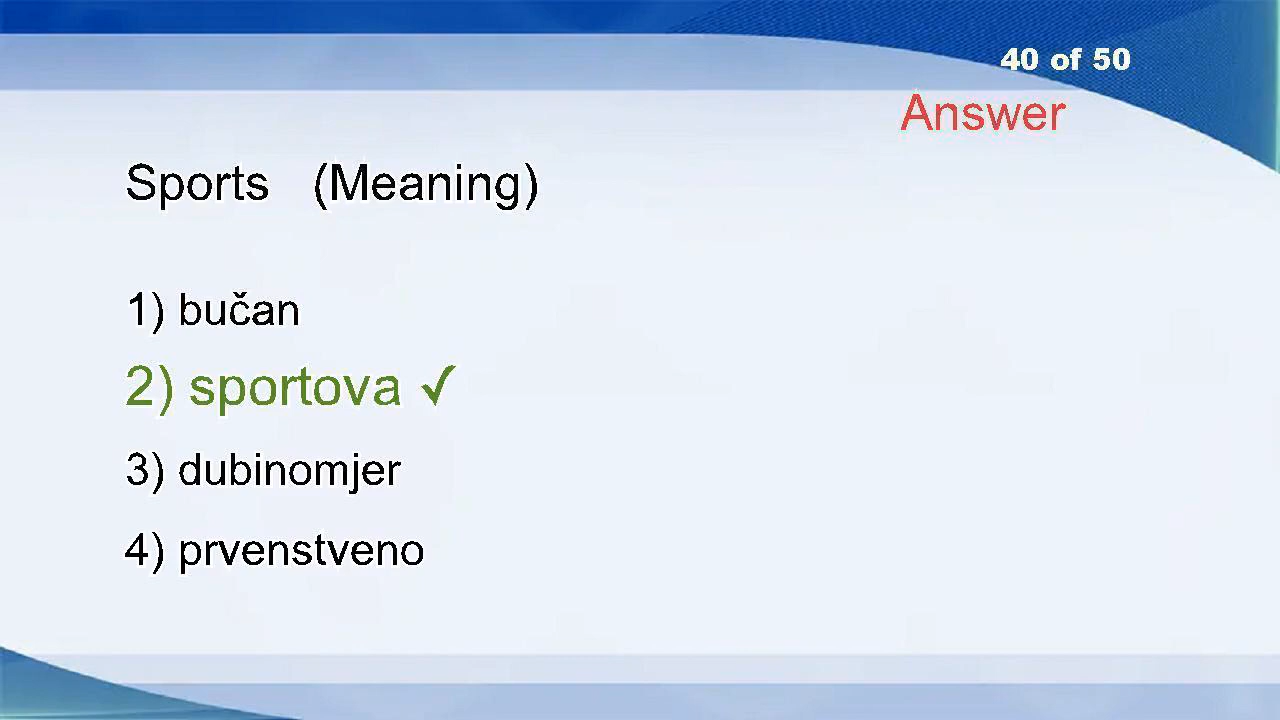 40 of 50
Answer
Sports (Meaning)
1) bučan
2) sportova ✓
3) dubinomjer
4) prvenstveno